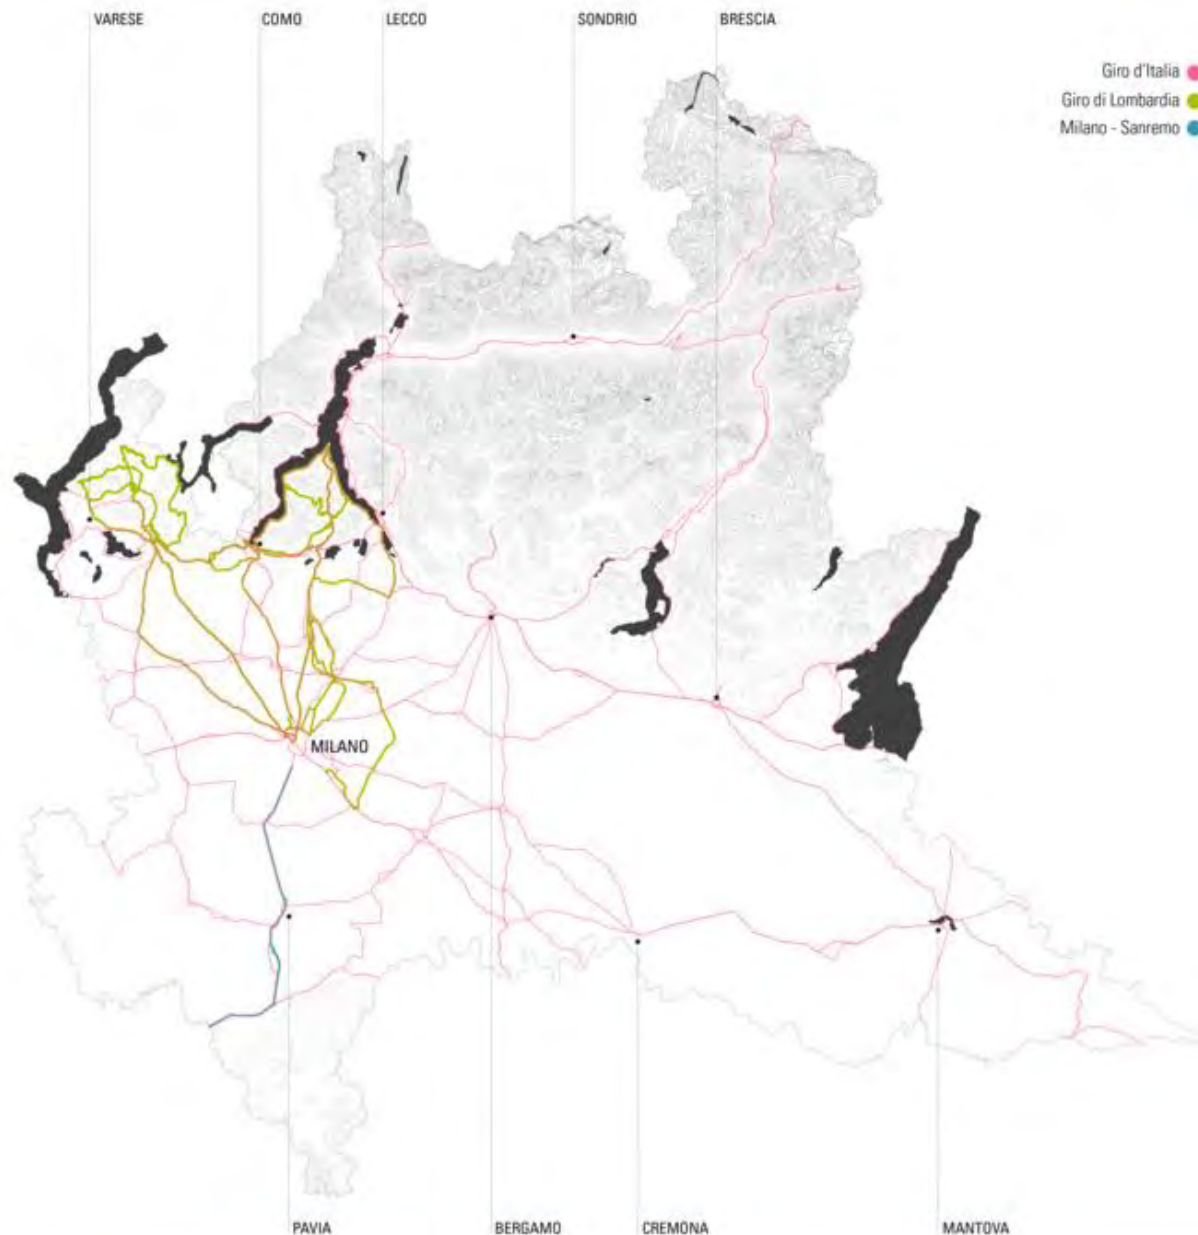 VARESE
COMO
LECCO
SONDRIO
BRESCIA
Giro d'Italia
Giro di Lombardia
Milano - Sanremo
MILANO
PAVIA
BERGAMO
CREMONA
MANTOVA